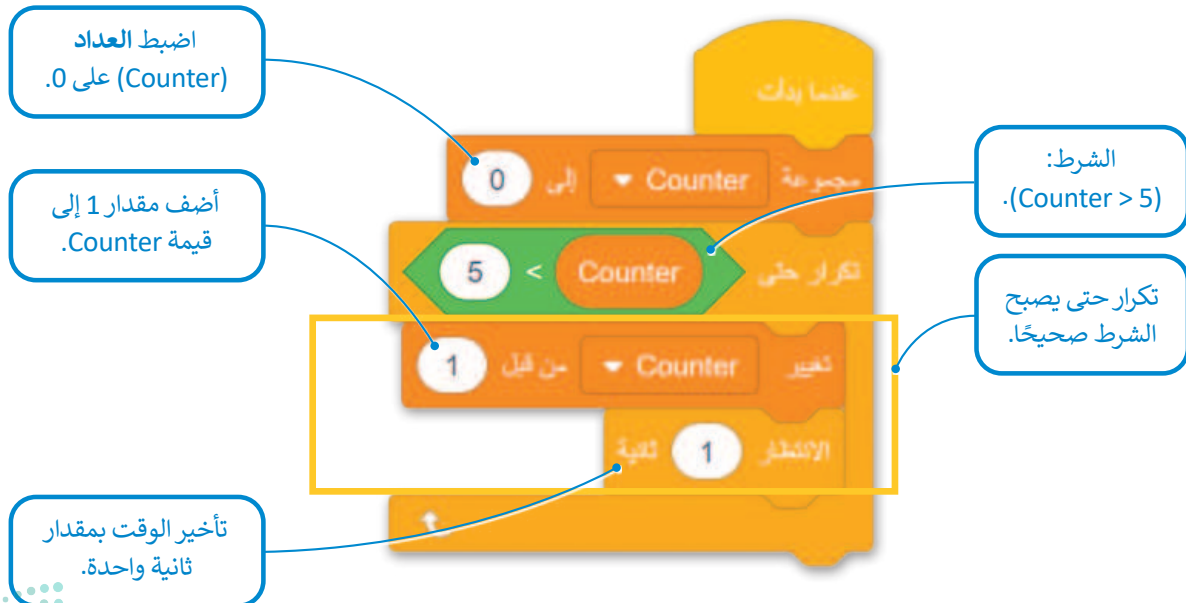 اضبط العداد
(Counter) على 0.
عندما بدأت
مجموعة Counter إلى 0
الشرط:
(Counter > 5).
أضف مقدار 1 إلى
قيمة Counter.
تكرار حتى Counter > 5
تكرار حتى يصبح
الشرط صحيحًا.
تغيير Counter من قبل 1
الانتظار 1 ثانية
تأخير الوقت بمقدار
ثانية واحدة.